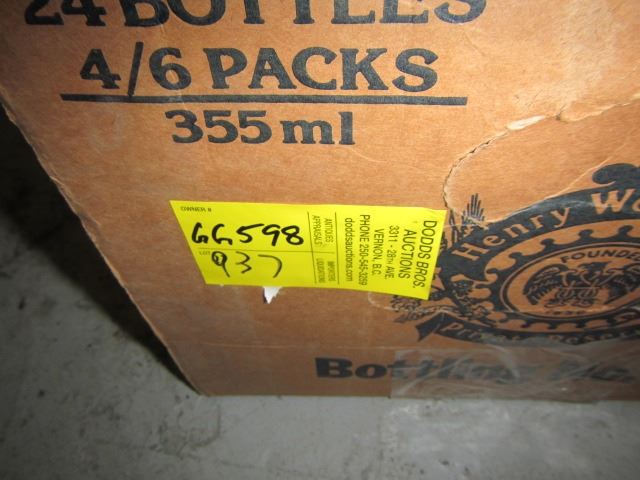 24 BOTTLES
4/6 PACKS
355 ml
OWNER #
GG598
LOT
937
ANTIQUES
APPRAISALS
LIQUIDATIONS
DODDS BROS.
AUCTIONS
3311 - 28TH AVE.
VERNON, B.C.
PHONE 250-545-3259
doddsauctions.com
Henry
FOUNDED
Bottling